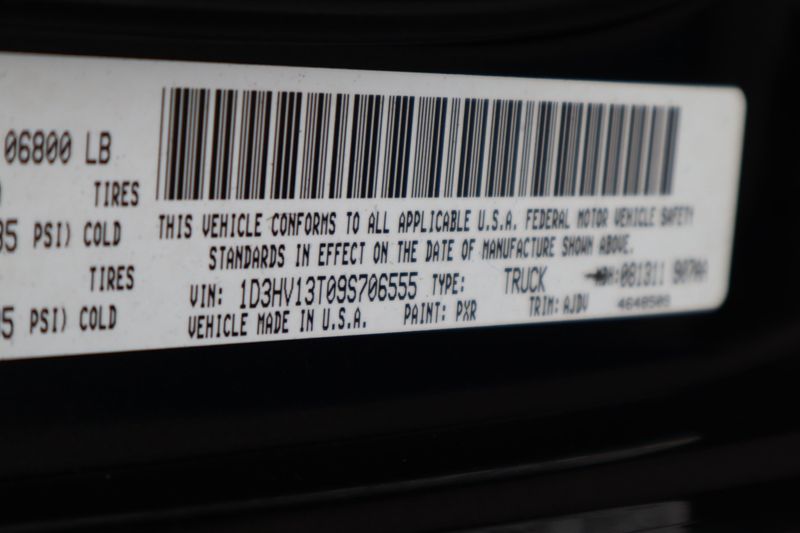 06800 LB
TIRES
PSI) COLD
TIRES
PSI) COLD
THIS VEHICLE CONFORMS TO ALL APPLICABLE U.S.A. FEDERAL MOTOR VEHICLE SAFETY
STANDARDS IN EFFECT ON THE DATE OF MANUFACTURE SHOWN ABOVE.
VIN: 1D3HV13T09S706555 TYPE: TRUCK
VEHICLE MADE IN U.S.A. PAINT: PXR TRIM: AJDV